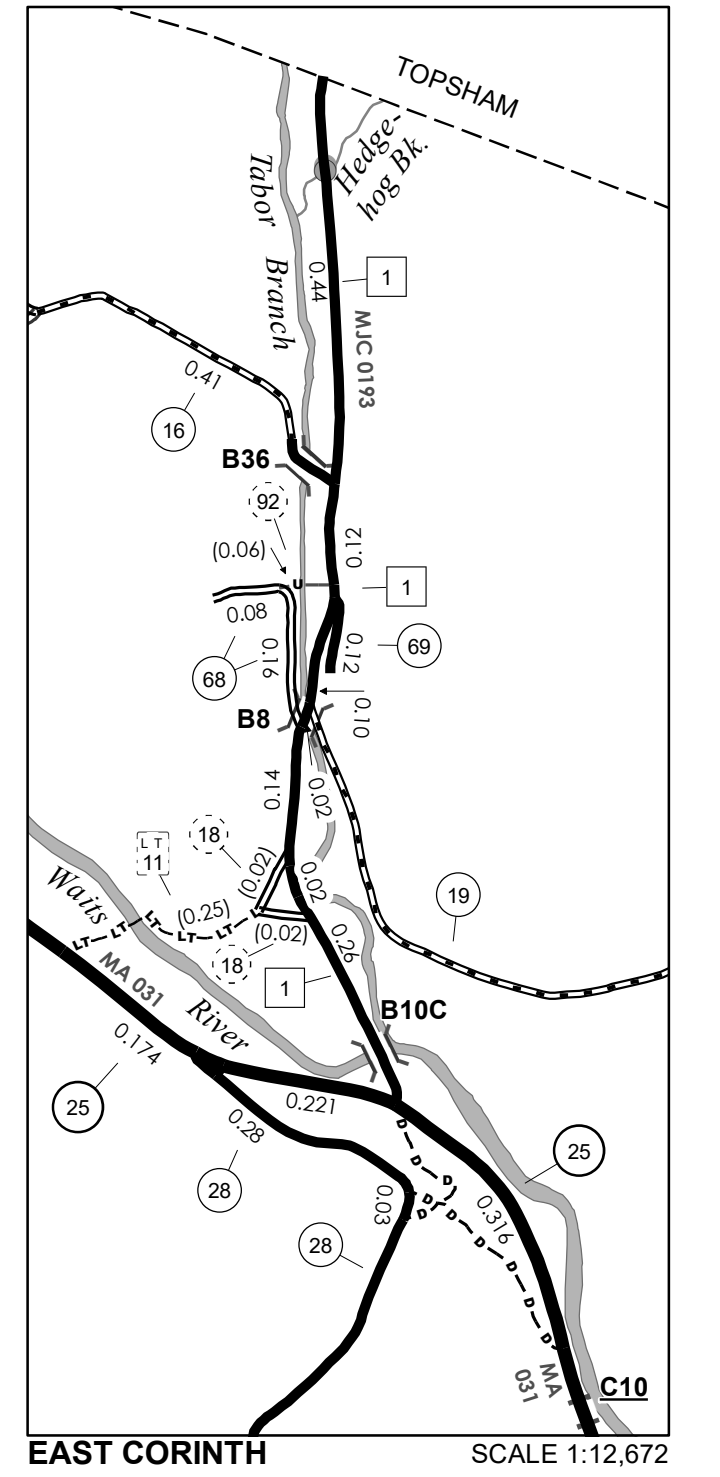 TOPSHAM
Hedge-
hog Bk.
Tabor
Branch
0.44
1
MJC 0193
0.41
16
B36
92
(0.06)
0.12
U
1
0.08
0.16
0.12
69
68
B8
0.10
0.14
0.02
18
L T
11
(0.02)
0.02
Waits
LT
(0.25)
LT
LT
LT
L
(0.02)
19
18
0.26
MA 031
1
River
B10C
0.174
25
0.221
0.28
D
25
D
D
28
0.03
D
D
D
0.316
28
D
D
D
D
MA
031
C10
EAST CORINTH
SCALE 1:12,672